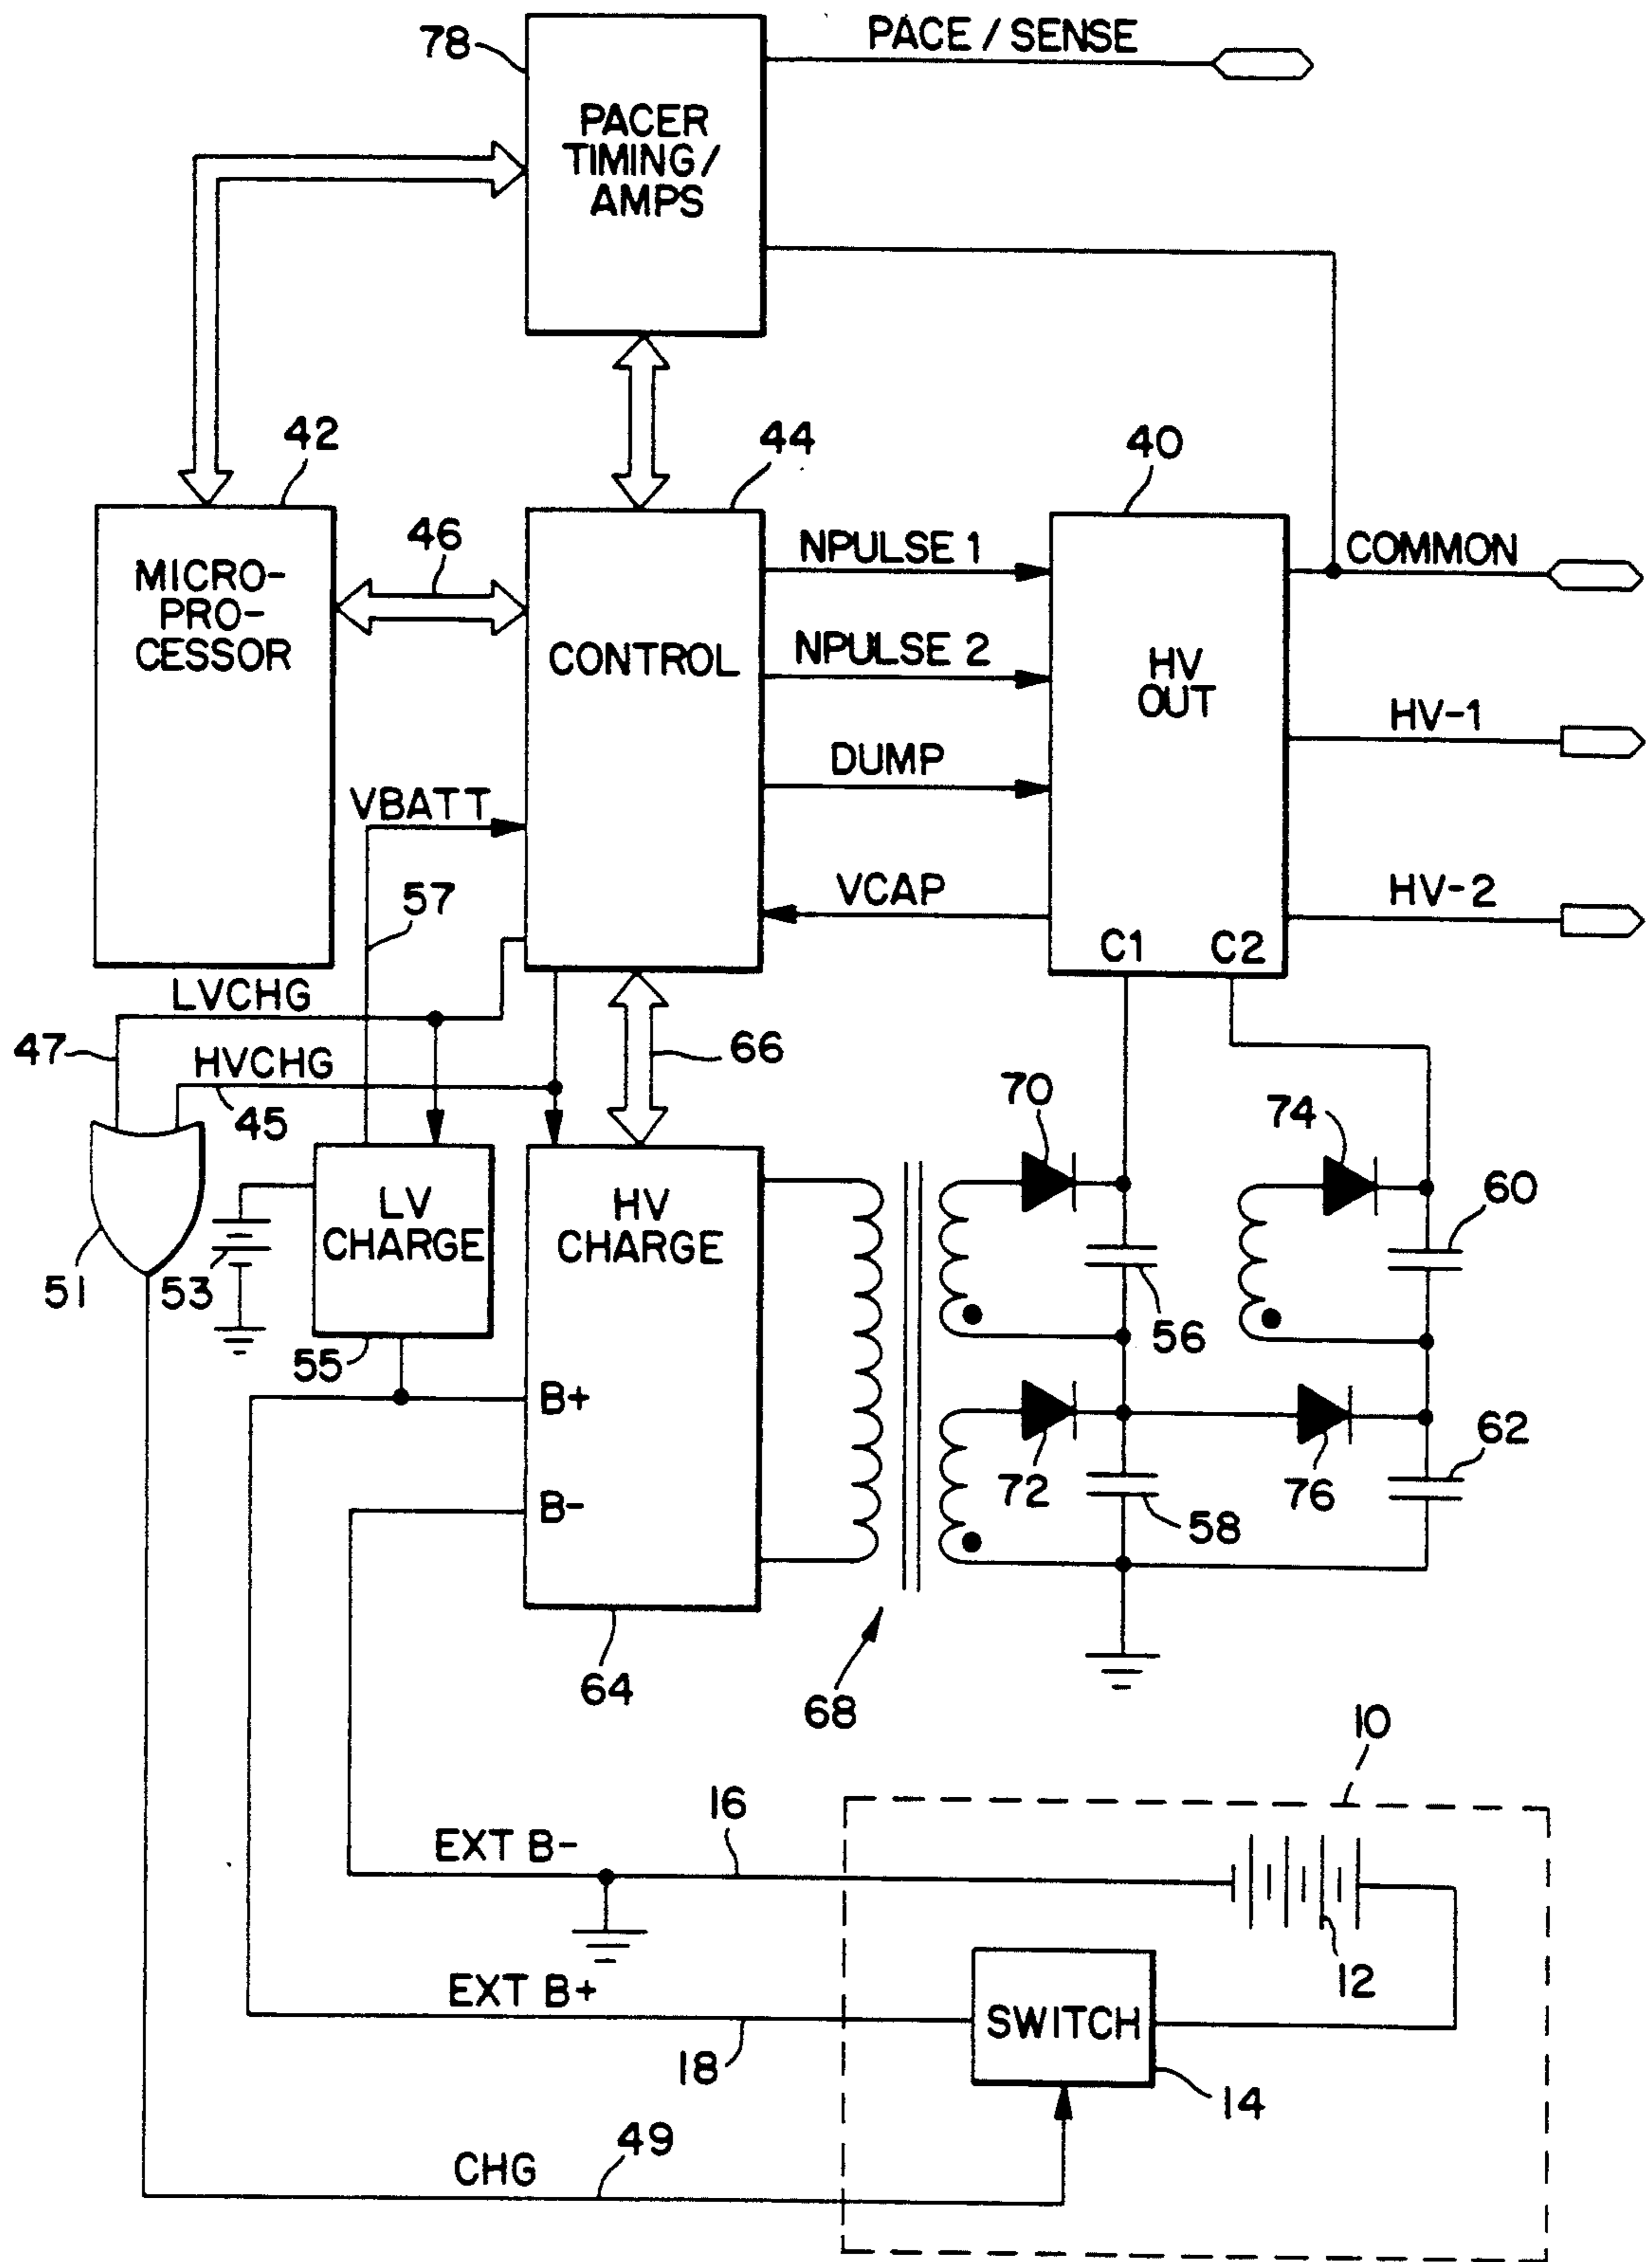 PACE / SENSE
78
PACER
TIMING/
AMPS
42
44
40
46
MICRO-
PRO-
CESSOR
CONTROL
NPULSE 1
NPULSE 2
DUMP
VCAP
HV
OUT
C1
C2
COMMON
HV-1
HV-2
VBATT
57
LVCHG
47
HVCHG
45
66
70
74
60
51
53
LV
CHARGE
55
HV
CHARGE
B+
B-
56
72
58
76
62
64
68
10
EXT B-
16
12
EXT B+
18
SWITCH
14
CHG
49